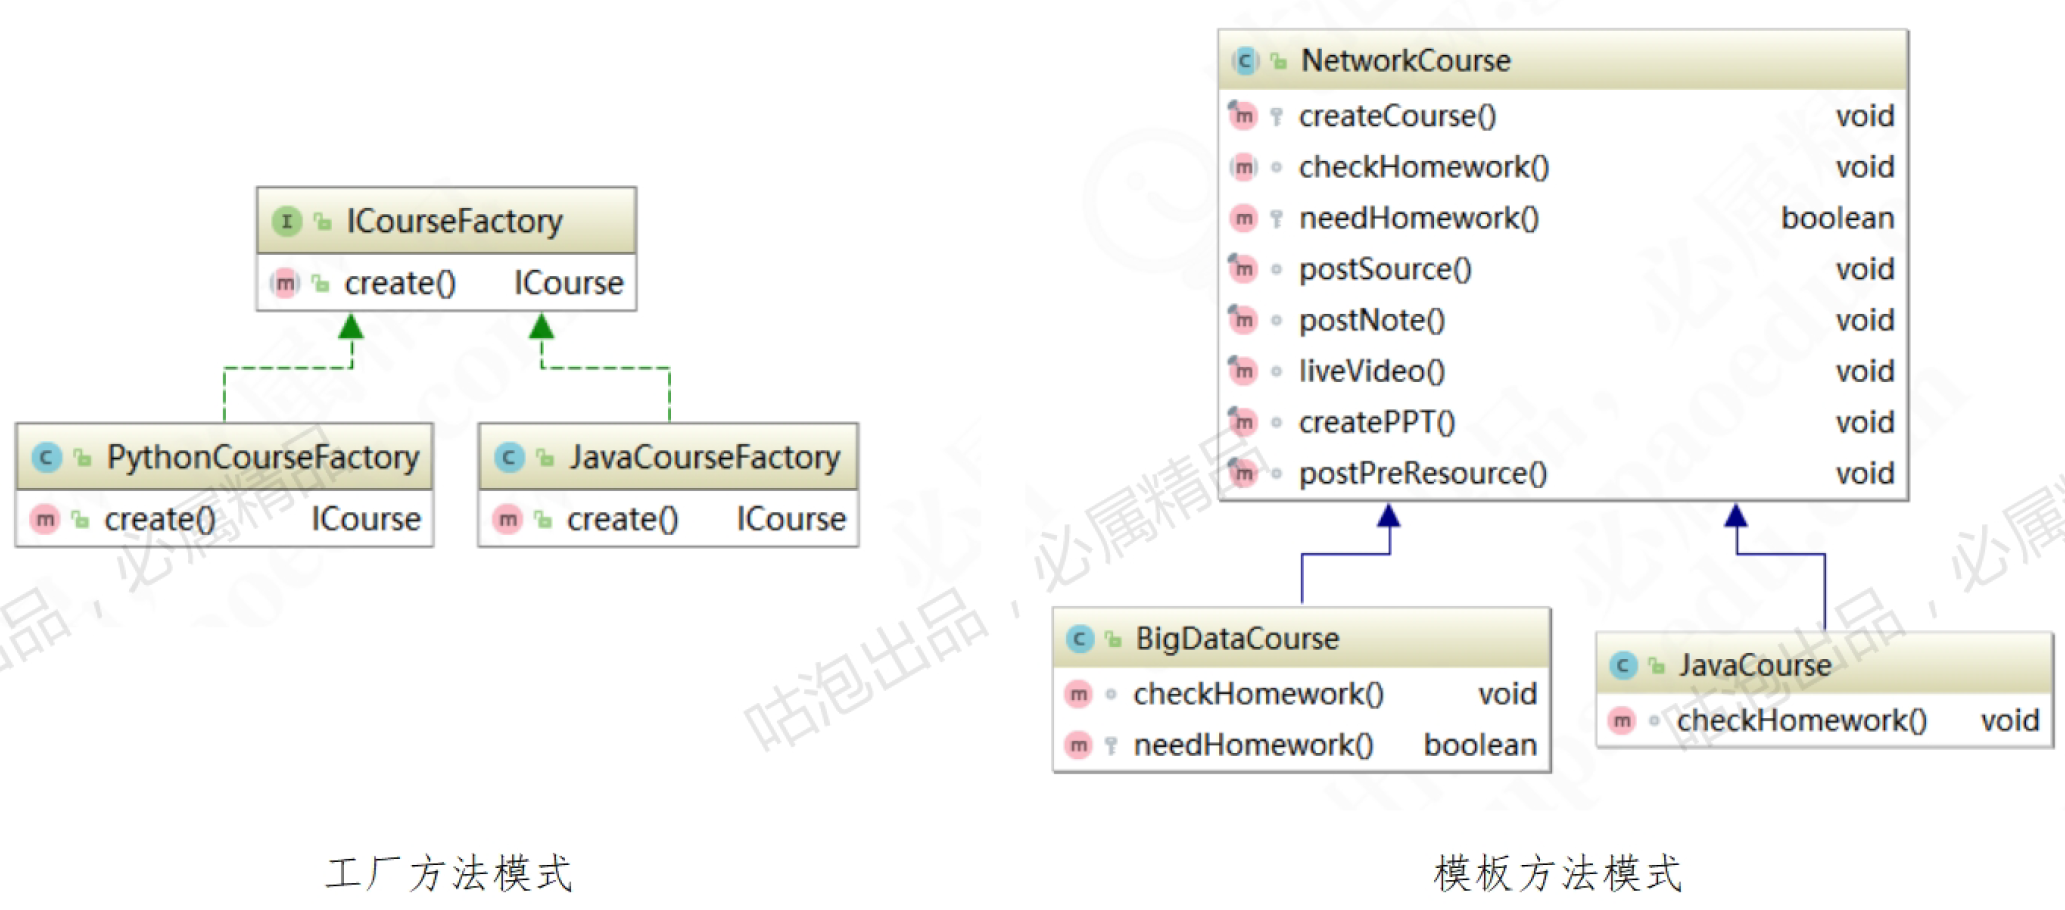 ICourseFactory
create() ICourse
PythonCourseFactory
create() ICourse
JavaCourseFactory
create() ICourse
工厂方法模式
NetworkCourse
createCourse() void
checkHomework() void
needHomework() boolean
postSource() void
postNote() void
liveVideo() void
createPPT() void
postPreResource() void
BigDataCourse
checkHomework() void
needHomework() boolean
JavaCourse
checkHomework() void
模板方法模式
咕泡出品，必属精品